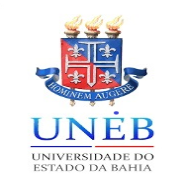 HOMINEM AUGERE
UNEB
UNIVERSIDADE DO
ESTADO DA BAHIA